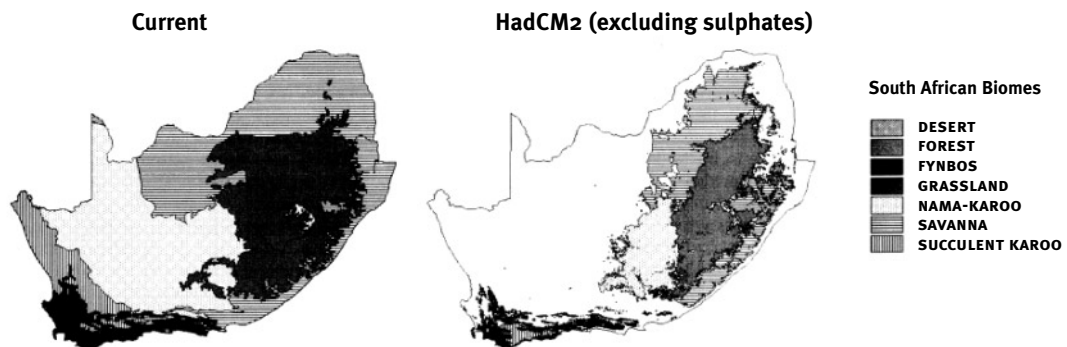 Current
HadCM2 (excluding sulphates)
South African Biomes
DESERT
FOREST
FYNBOS
GRASSLAND
NAMA-KAROO
SAVANNA
SUCCULENT KAROO